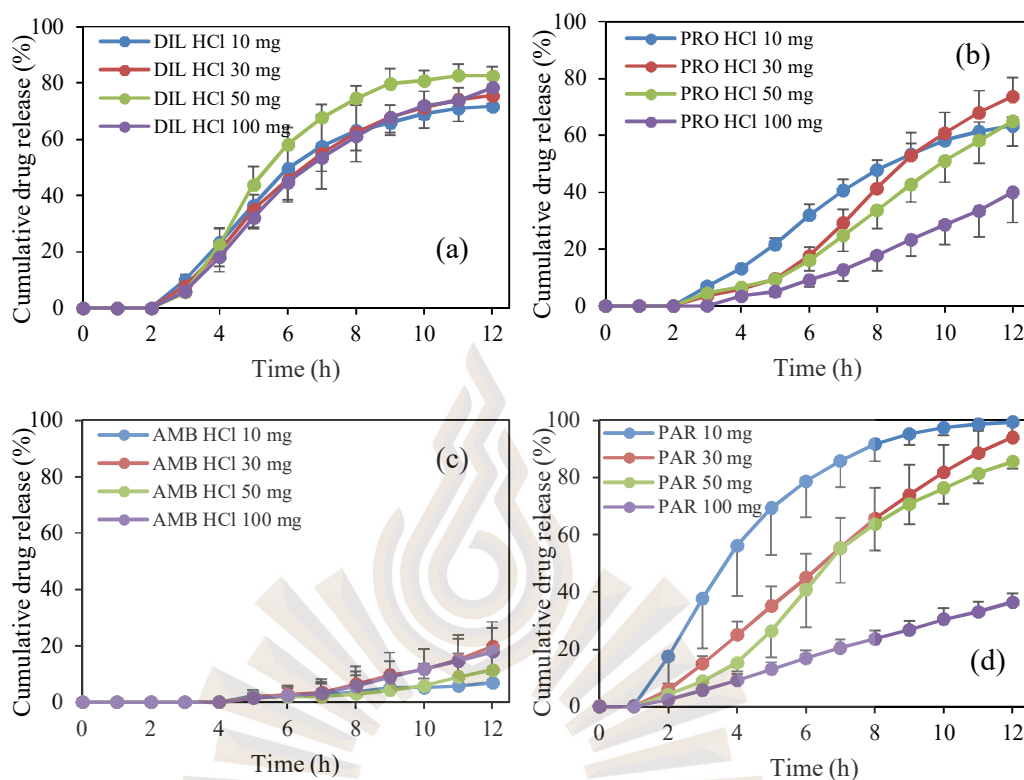 (a)
DIL HCl 10 mg
DIL HCl 30 mg
DIL HCl 50 mg
DIL HCl 100 mg
Cumulative drug release (%)
100
80
60
40
20
0
0 2 4 6 8 10 12
Time (h)
(b)
PRO HCl 10 mg
PRO HCl 30 mg
PRO HCl 50 mg
PRO HCl 100 mg
Cumulative drug release (%)
100
80
60
40
20
0
0 2 4 6 8 10 12
Time (h)
(c)
AMB HCl 10 mg
AMB HCl 30 mg
AMB HCl 50 mg
AMB HCl 100 mg
Cumulative drug release (%)
100
80
60
40
20
0
0 2 4 6 8 10 12
Time (h)
(d)
PAR 10 mg
PAR 30 mg
PAR 50 mg
PAR 100 mg
Cumulative drug release (%)
100
80
60
40
20
0
0 2 4 6 8 10 12
Time (h)